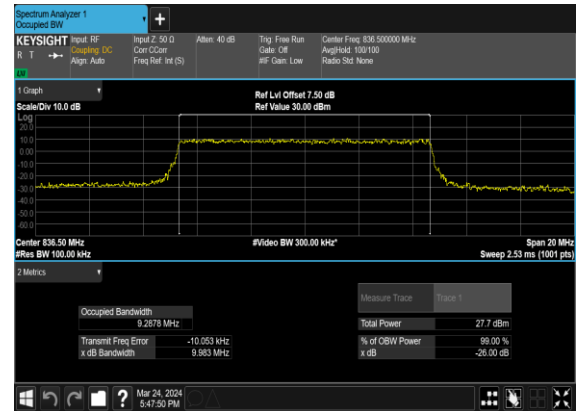 Spectrum Analyzer 1
Occupied BW
KEYSIGHT Input: RF Input Z: 50 Ω Atten: 40 dB Trig: Free Run Center Freq: 836.500000 MHz
R T Coupling: DC Corr CCorr Gate: Off Avg|Hold: 100/100
Align: Auto Freq Ref: Int (S) #IF Gain: Low Radio Std: None
1 Graph
Ref Lvl Offset 7.50 dB
Scale/Div 10.0 dB Ref Value 30.00 dBm
Log
20.0
10.0
0.00
-10.0
-20.0
-30.0
-40.0
-50.0
-60.0
Center 836.50 MHz #Video BW 300.00 kHz* Span 20 MHz
#Res BW 100.00 kHz Sweep 2.53 ms (1001 pts)
2 Metrics
Measure Trace Trace 1
Occupied Bandwidth
9.2878 MHz Total Power 27.7 dBm
Transmit Freq Error -10.053 kHz % of OBW Power 99.00 %
x dB Bandwidth 9.983 MHz x dB -26.00 dB
? Mar 24, 2024
5:47:50 PM